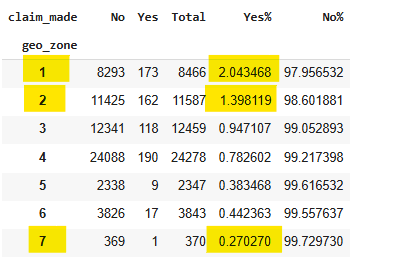 claim_made No Yes Total Yes% No%
geo_zone
1 8293 173 8466 2.043468 97.956532
2 11425 162 11587 1.398119 98.601881
3 12341 118 12459 0.947107 99.052893
4 24088 190 24278 0.782602 99.217398
5 2338 9 2347 0.383468 99.616532
6 3826 17 3843 0.442363 99.557637
7 369 1 370 0.270270 99.729730